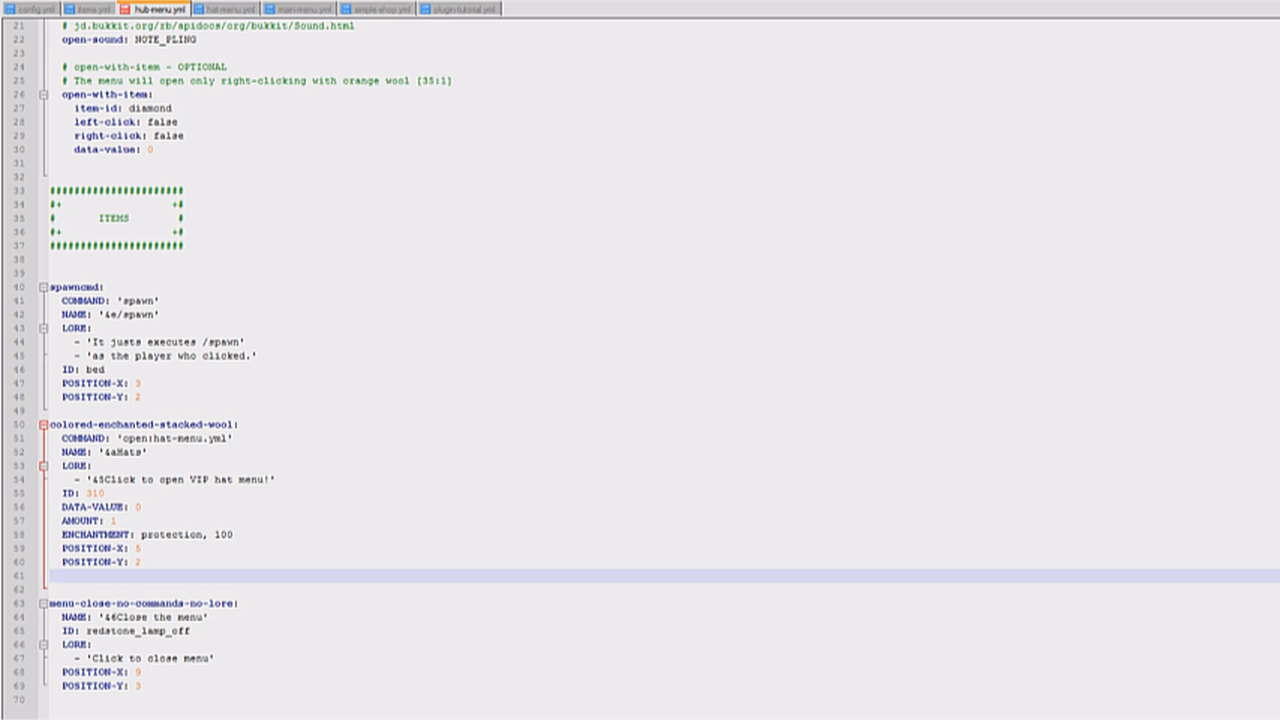 config.yml items.yml hub-menu.yml hat-menu.yml main-menu.yml simple-shop.yml plugin-tutorial.yml
21 # jd.bukkit.org/rb/apidocs/org/bukkit/Sound.html
22 open-sound: NOTE_PLING
23
24 # open-with-item - OPTIONAL
25 # The menu will open only right-clicking with orange wool [35:1]
26 open-with-item:
27 item-id: diamond
28 left-click: false
29 right-click: false
30 data-value: 0
31
32
33 ######################
34 #+ +#
35 # ITEMS #
36 #+ +#
37 ######################
38
39
40 spawncmd:
41 COMMAND: 'spawn'
42 NAME: '&e/spawn'
43 LORE:
44 - 'It justs executes /spawn'
45 - 'as the player who clicked.'
46 ID: bed
47 POSITION-X: 3
48 POSITION-Y: 2
49
50 colored-enchanted-stacked-wool:
51 COMMAND: 'open:hat-menu.yml'
52 NAME: '&aHats'
53 LORE:
54 - '&5Click to open VIP hat menu!'
55 ID: 310
56 DATA-VALUE: 0
57 AMOUNT: 1
58 ENCHANTMENT: protection, 100
59 POSITION-X: 5
60 POSITION-Y: 2
61
62
63 menu-close-no-commands-no-lore:
64 NAME: '&6Close the menu'
65 ID: redstone_lamp_off
66 LORE:
67 - 'Click to close menu'
68 POSITION-X: 9
69 POSITION-Y: 3
70